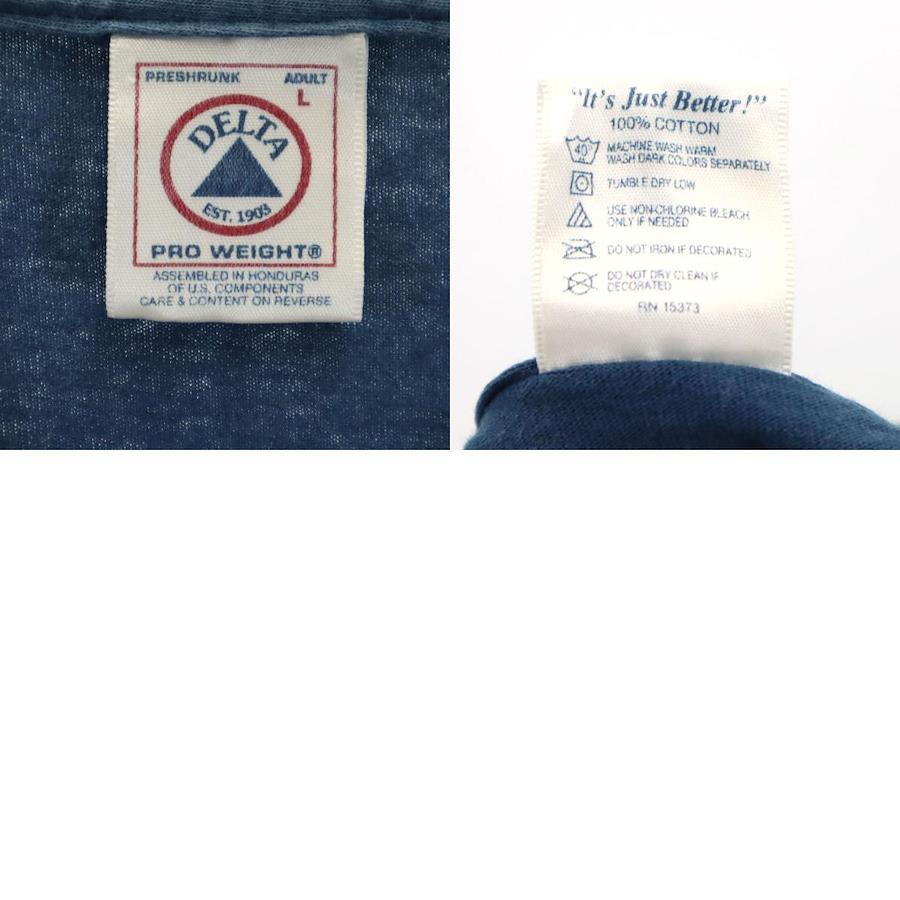 PRESHRUNK ADULT
L
DELTA
EST. 1903
PRO WEIGHT®
ASSEMBLED IN HONDURAS
OF U.S. COMPONENTS
CARE & CONTENT ON REVERSE
"It's Just Better!"
100% COTTON
40°
MACHINE WASH WARM
WASH DARK COLORS SEPARATELY
TUMBLE DRY LOW
USE NON-CHLORINE BLEACH
ONLY IF NEEDED
DO NOT IRON IF DECORATED
DO NOT DRY CLEAN IF
DECORATED
RN 15373